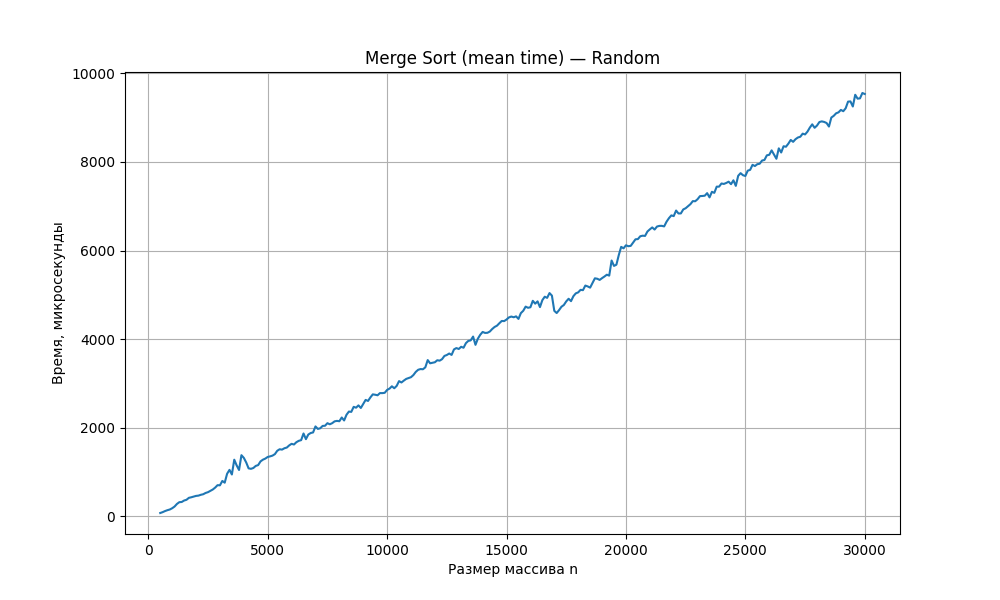 Merge Sort (mean time) — Random
10000
8000
6000
4000
2000
0
Время, микросекунды
0 5000 10000 15000 20000 25000 30000
Размер массива n